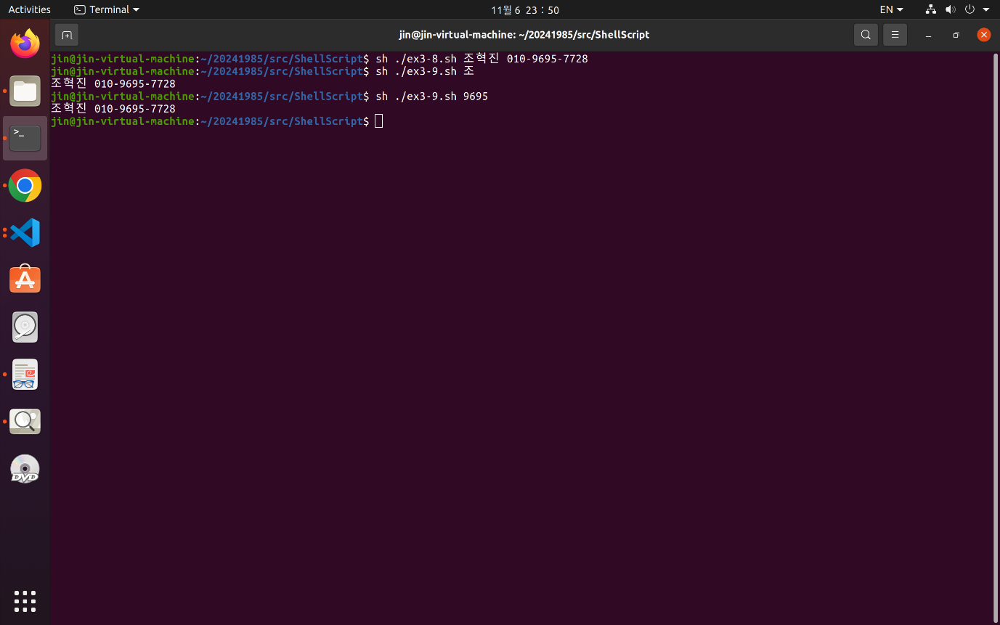 Activities
Terminal
11월 6 23 : 50
EN
jin@jin-virtual-machine: ~/20241985/src/ShellScript
jin@jin-virtual-machine:~/20241985/src/ShellScript$ sh ./ex3-8.sh 조혁진 010-9695-7728
jin@jin-virtual-machine:~/20241985/src/ShellScript$ sh ./ex3-9.sh 조
조혁진 010-9695-7728
jin@jin-virtual-machine:~/20241985/src/ShellScript$ sh ./ex3-9.sh 9695
조혁진 010-9695-7728
jin@jin-virtual-machine:~/20241985/src/ShellScript$
>_
DVD